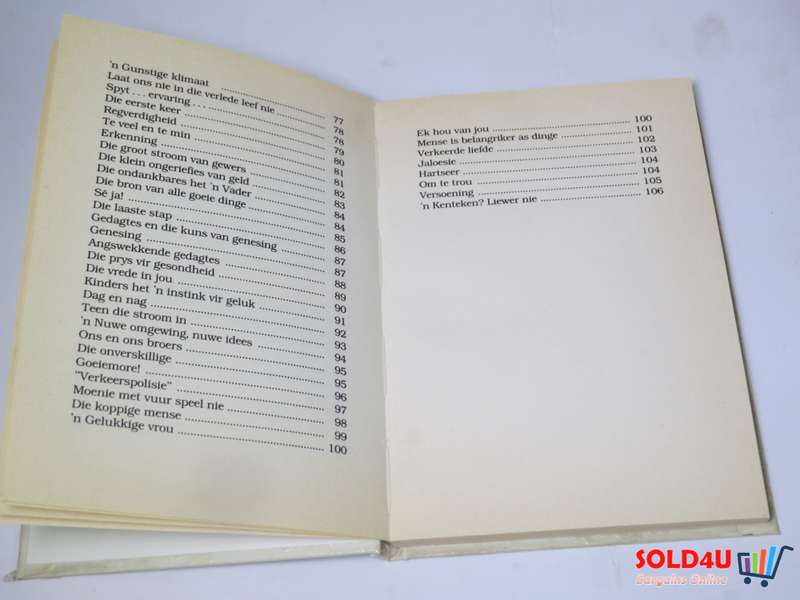 'n Gunstige klimaat 77
Laat ons nie in die verlede leef nie 78
Spyt . . . ervaring . . . 78
Die eerste keer 79
Regverdigheid 80
Te veel en te min 81
Erkenning 81
Die groot stroom van gewers 82
Die klein ongeriefies van geld 83
Die ondankbares het 'n Vader 84
Die bron van alle goeie dinge 84
Sê ja! 85
Die laaste stap 86
Gedagtes en die kuns van genesing 87
Genesing 87
Angswekkende gedagtes 88
Die prys vir gesondheid 89
Die vrede in jou 90
Kinders het 'n instink vir geluk 91
Dag en nag 92
Teen die stroom in 93
'n Nuwe omgewing, nuwe idees 94
Ons en ons broers 95
Die onverskillige 95
Goeiemore! 96
"Verkeerspolisie" 97
Moenie met vuur speel nie 98
Die koppige mense 99
'n Gelukkige vrou 100
Ek hou van jou 100
Mense is belangriker as dinge 101
Verkeerde liefde 102
Jaloesie 103
Hartseer 104
Om te trou 104
Versoening 105
'n Kenteken? Liewer nie 106
SOLD4U
Bargains Online